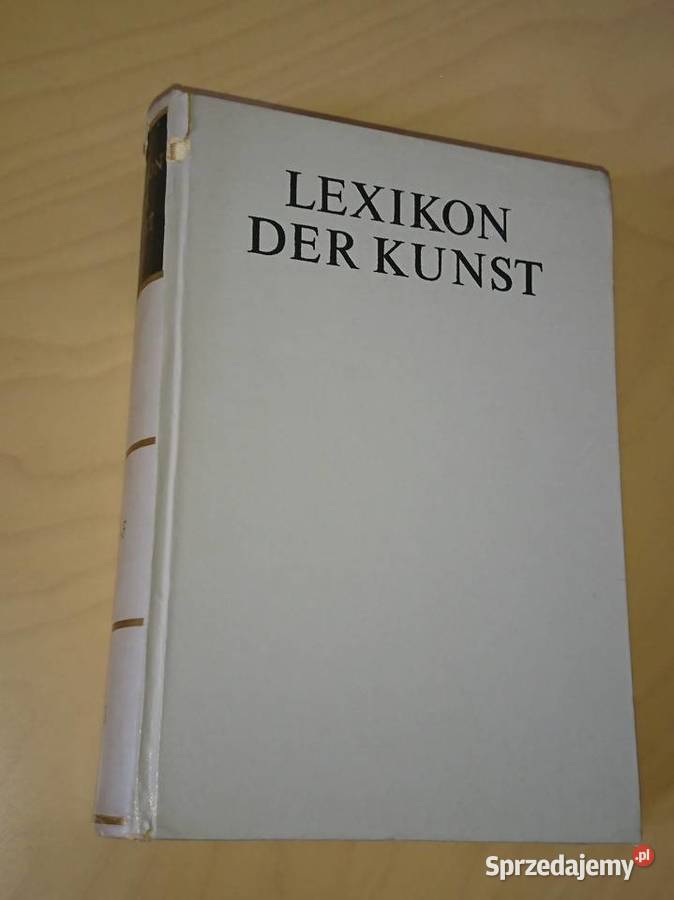 LEXIKON
DER KUNST
Sprzedajemy.pl